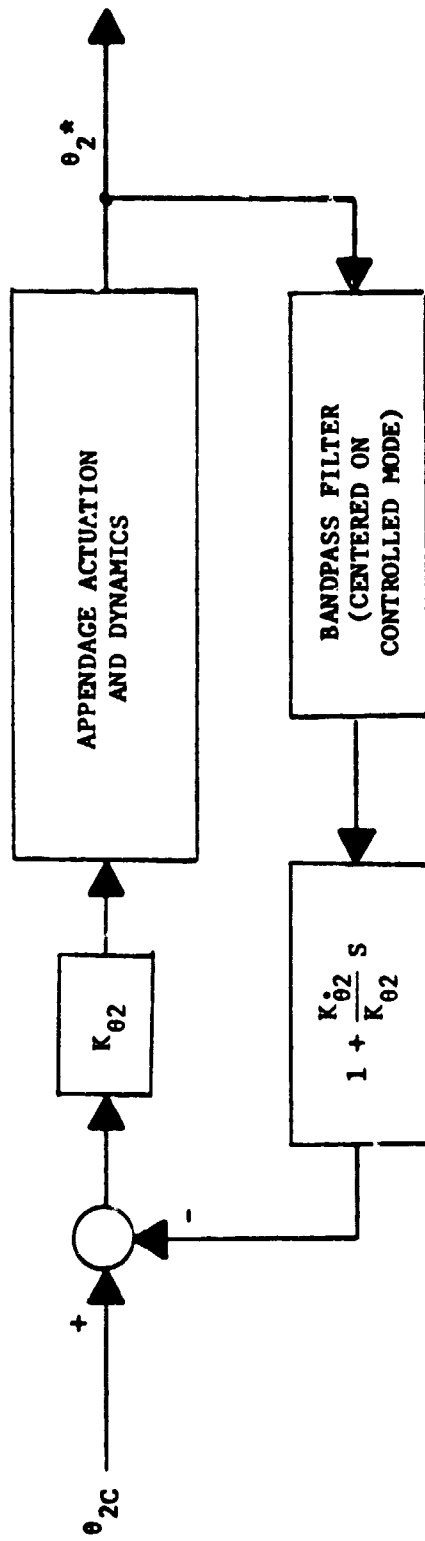 θ2C
+
-
Kθ2
APPENDAGE ACTUATION
AND DYNAMICS
θ2*
1 + Kθ̇2/Kθ2 S
BANDPASS FILTER
(CENTERED ON
CONTROLLED MODE)